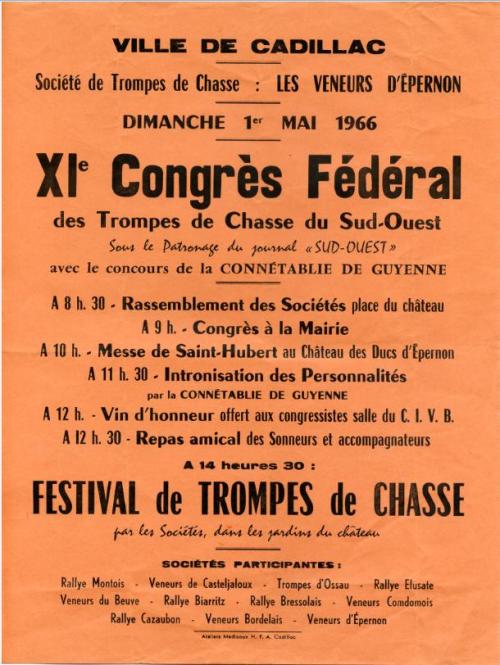 VILLE DE CADILLAC
Société de Trompes de Chasse : LES VENEURS D'ÉPERNON
DIMANCHE 1er MAI 1966
XIe Congrès Fédéral
des Trompes de Chasse du Sud-Ouest
Sous le Patronage du journal «SUD-OUEST»
avec le concours de la CONNÉTABLIE DE GUYENNE
A 8 h. 30 - Rassemblement des Sociétés place du château
A 9 h. - Congrès à la Mairie
A 10 h. - Messe de Saint-Hubert au Château des Ducs d'Épernon
A 11 h. 30 - Intronisation des Personnalités
par la CONNÉTABLIE DE GUYENNE
A 12 h. - Vin d'honneur offert aux congressistes salle du C. I. V. B.
A 12 h. 30 - Repas amical des Sonneurs et accompagnateurs
A 14 heures 30 :
FESTIVAL de TROMPES de CHASSE
par les Sociétés, dans les jardins du château
SOCIÉTÉS PARTICIPANTES :
Rallye Montois - Veneurs de Casteljaloux - Trompes d'Ossau - Rallye Efusate
Veneurs du Beuve - Rallye Biarritz - Rallye Bressolais - Veneurs Comdomois
Rallye Cazaubon - Veneurs Bordelais - Veneurs d'Épernon
Ateliers Médicaux H. F. A. Cadillac